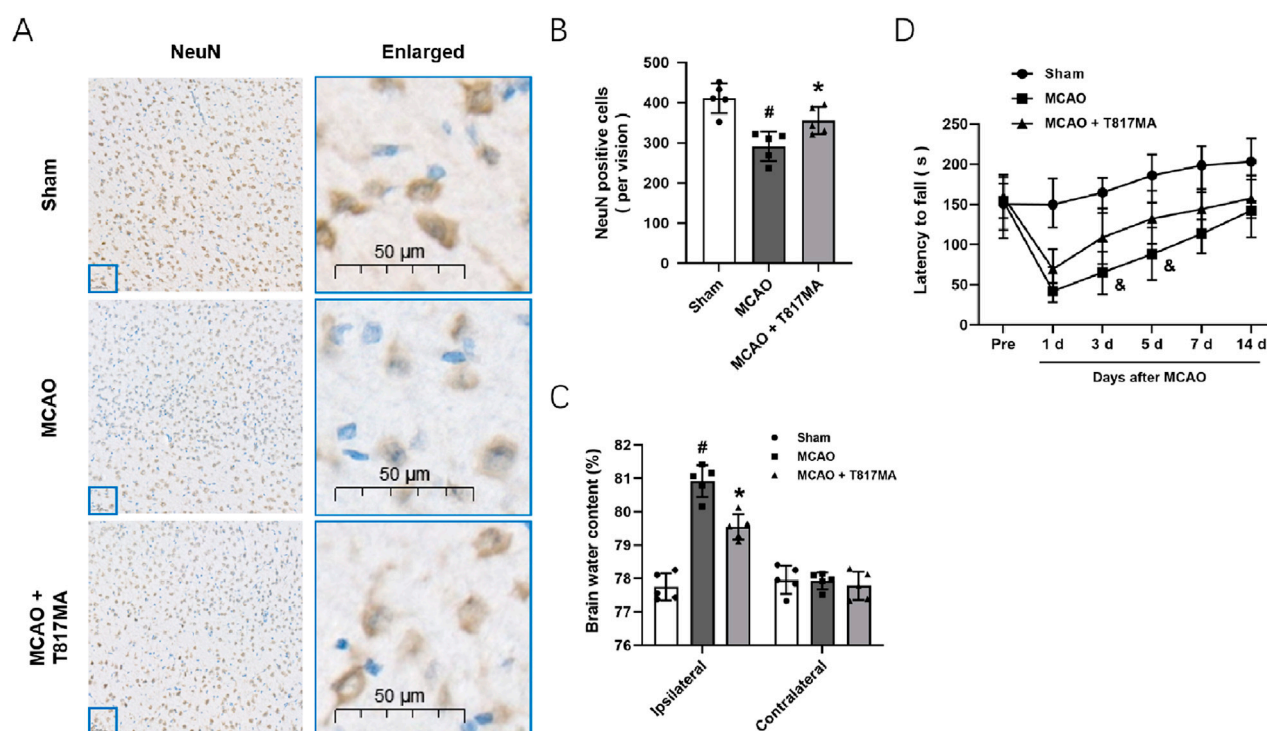 A
NeuN
Enlarged
Sham
50 µm
MCAO
50 µm
MCAO +
T817MA
50 µm
B
NeuN positive cells
( per vision )
500
400
300
200
100
0
#
*
Sham
MCAO
MCAO + T817MA
C
Brain water content (%)
82
81
80
79
78
77
76
#
*
Sham
MCAO
MCAO + T817MA
Ipsilateral
Contralateral
D
Sham
MCAO
MCAO + T817MA
Latency to fall ( s )
250
200
150
100
50
0
&
&
Pre
1 d
3 d
5 d
7 d
14 d
Days after MCAO